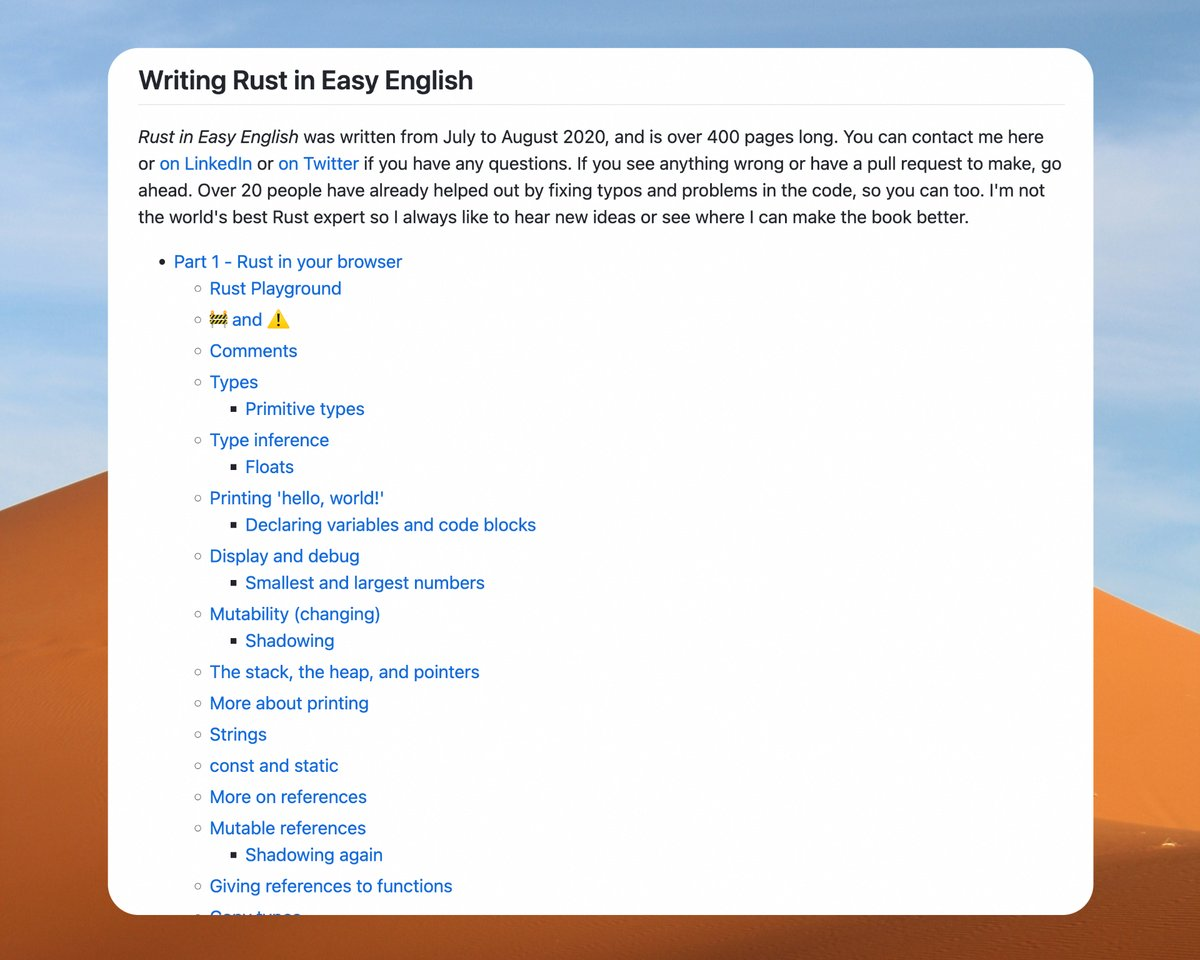 Writing Rust in Easy English
Rust in Easy English was written from July to August 2020, and is over 400 pages long. You can contact me here
or on LinkedIn or on Twitter if you have any questions. If you see anything wrong or have a pull request to make, go
ahead. Over 20 people have already helped out by fixing typos and problems in the code, so you can too. I'm not
the world's best Rust expert so I always like to hear new ideas or see where I can make the book better.
Part 1 - Rust in your browser
Rust Playground
🚧 and ⚠️
Comments
Types
Primitive types
Type inference
Floats
Printing 'hello, world!'
Declaring variables and code blocks
Display and debug
Smallest and largest numbers
Mutability (changing)
Shadowing
The stack, the heap, and pointers
More about printing
Strings
const and static
More on references
Mutable references
Shadowing again
Giving references to functions
Copy types